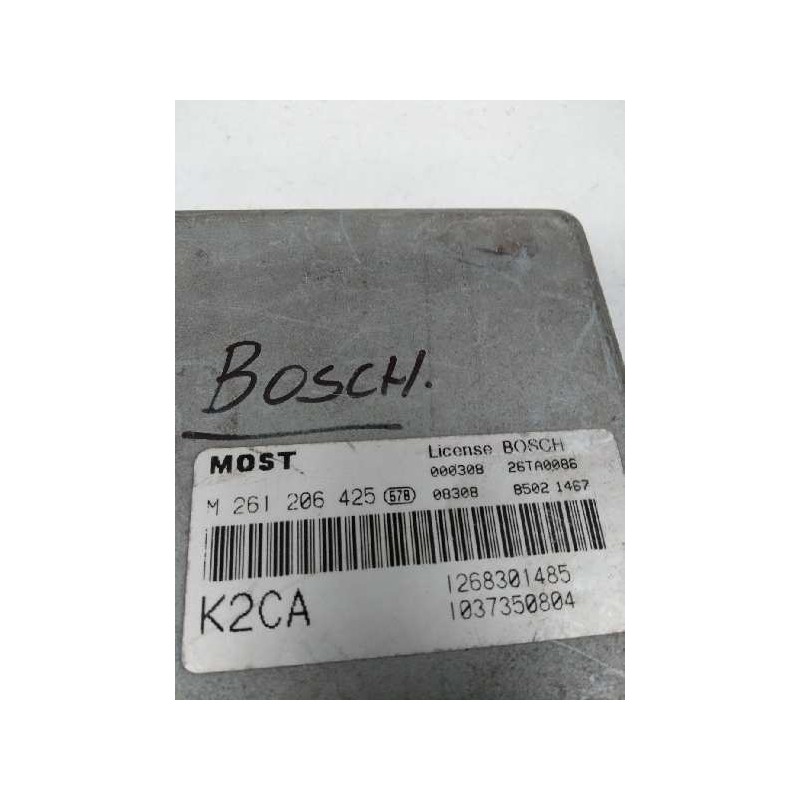 BOSCH.
MOST
License BOSCH
000308 26TA0086
M 261 206 425 578 08308 8502 1467
K2CA
1268301485
1037350804